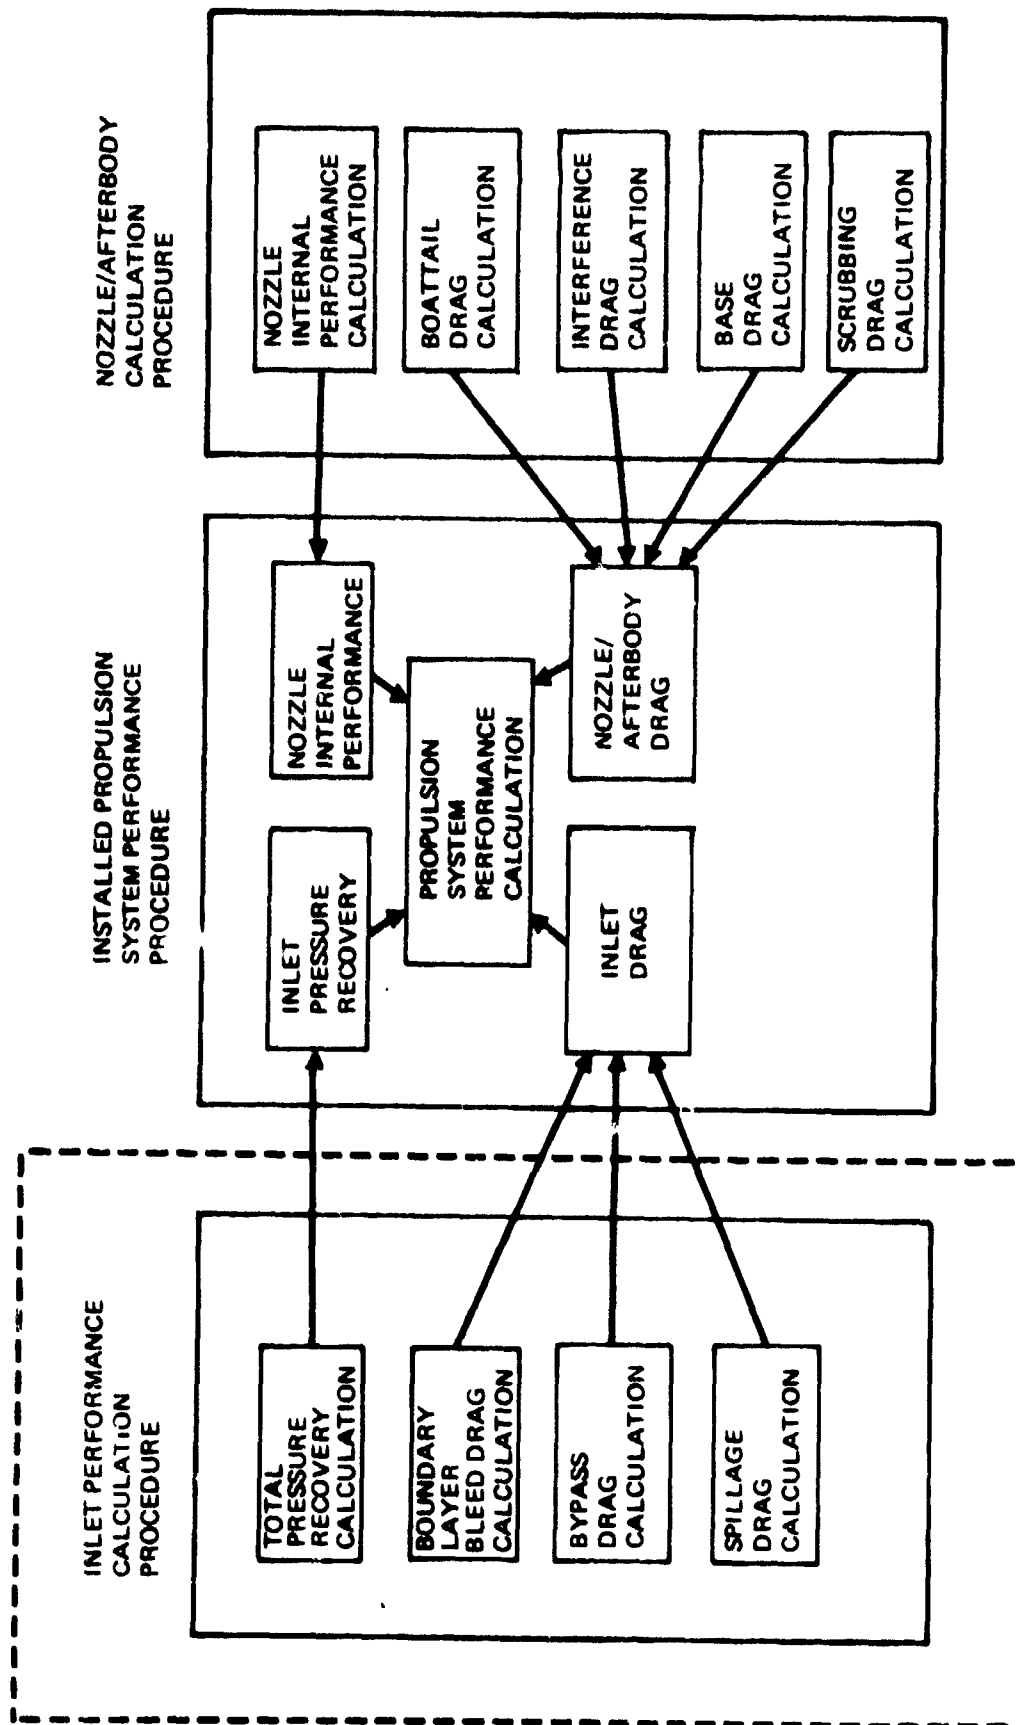 INLET PERFORMANCE
CALCULATION
PROCEDURE
TOTAL
PRESSURE
RECOVERY
CALCULATION
BOUNDARY
LAYER
BLEED DRAG
CALCULATION
BYPASS
DRAG
CALCULATION
SPILLAGE
DRAG
CALCULATION
INSTALLED PROPULSION
SYSTEM PERFORMANCE
PROCEDURE
INLET
PRESSURE
RECOVERY
NOZZLE
INTERNAL
PERFORMANCE
PROPULSION
SYSTEM
PERFORMANCE
CALCULATION
INLET
DRAG
NOZZLE/
AFTERBODY
DRAG
NOZZLE/AFTERBODY
CALCULATION
PROCEDURE
NOZZLE
INTERNAL
PERFORMANCE
CALCULATION
BOATTAIL
DRAG
CALCULATION
INTERFERENCE
DRAG
CALCULATION
BASE
DRAG
CALCULATION
SCRUBBING
DRAG
CALCULATION